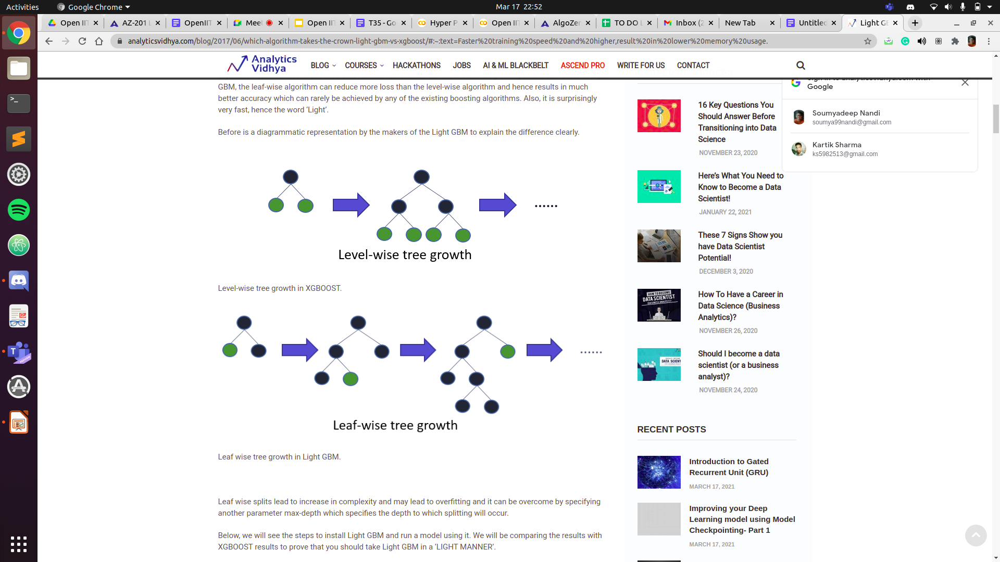 Activities
Google Chrome
Mar 17 22:52
Open IIT
AZ-201 L
OpenIIT
Meet
Open IIT
T35 - Go
Hyper P
Open IIT
AlgoZen
TO DO L
Inbox (2
New Tab
Untitled
Light GB
analyticsvidhya.com/blog/2017/06/which-algorithm-takes-the-crown-light-gbm-vs-xgboost/#:~:text=Faster%20training%20speed%20and%20higher,result%20in%20lower%20memory%20usage.
Analytics
Vidhya
BLOG
COURSES
HACKATHONS
JOBS
AI & ML BLACKBELT
ASCEND PRO
WRITE FOR US
CONTACT
GBM, the leaf-wise algorithm can reduce more loss than the level-wise algorithm and hence results in much
better accuracy which can rarely be achieved by any of the existing boosting algorithms. Also, it is surprisingly
very fast, hence the word ‘Light’.
Before is a diagrammatic representation by the makers of the Light GBM to explain the difference clearly.
......
Level-wise tree growth
Level-wise tree growth in XGBOOST.
......
Leaf-wise tree growth
Leaf wise tree growth in Light GBM.
Leaf wise splits lead to increase in complexity and may lead to overfitting and it can be overcome by specifying
another parameter max-depth which specifies the depth to which splitting will occur.
Below, we will see the steps to install Light GBM and run a model using it. We will be comparing the results with
XGBOOST results to prove that you should take Light GBM in a ‘LIGHT MANNER’.
16 Key Questions You
Should Answer Before
Transitioning into Data
Science
NOVEMBER 23, 2020
Here’s What You Need to
Know to Become a Data
Scientist!
JANUARY 22, 2021
These 7 Signs Show you
have Data Scientist
Potential!
DECEMBER 3, 2020
HOW TO BECOME
DATA SCIENTIST
(BUSINESS ANALYST)?
How To Have a Career in
Data Science (Business
Analytics)?
NOVEMBER 26, 2020
DATA SCIENT
Should I become a data
scientist (or a business
analyst)?
NOVEMBER 24, 2020
RECENT POSTS
Introduction to Gated
Recurrent Unit (GRU)
MARCH 17, 2021
Improving your Deep
Learning model using Model
Checkpointing- Part 1
MARCH 17, 2021
Google
Soumyadeep Nandi
soumya99nandi@gmail.com
Kartik Sharma
ks5982513@gmail.com